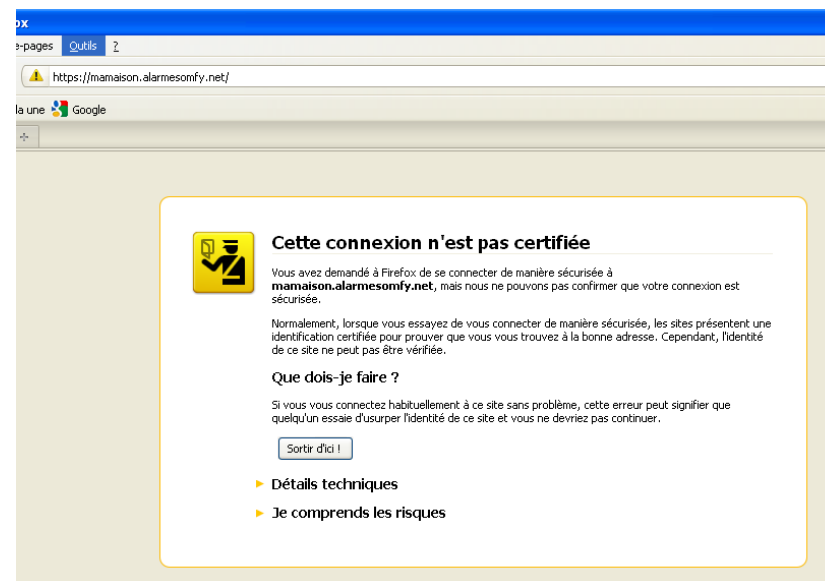 ox
e-pages Outils ?
https://mamaison.alarmesomfy.net/
la une Google
Cette connexion n'est pas certifiée
Vous avez demandé à Firefox de se connecter de manière sécurisée à
mamaison.alarmesomfy.net, mais nous ne pouvons pas confirmer que votre connexion est
sécurisée.
Normalement, lorsque vous essayez de vous connecter de manière sécurisée, les sites présentent une
identification certifiée pour prouver que vous vous trouvez à la bonne adresse. Cependant, l'identité
de ce site ne peut pas être vérifiée.
Que dois-je faire ?
Si vous vous connectez habituellement à ce site sans problème, cette erreur peut signifier que
quelqu'un essaie d'usurper l'identité de ce site et vous ne devriez pas continuer.
Sortir d'ici !
Détails techniques
Je comprends les risques